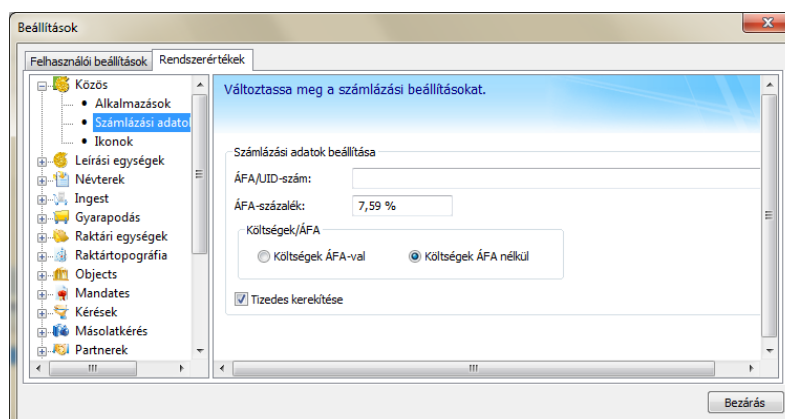 Beállítások
Felhasználói beállítások
Rendszerértékek
Közös
Alkalmazások
Számlázási adatok
Ikonok
Leírási egységek
Névterek
Ingest
Gyarapodás
Raktári egységek
Raktártopográfia
Objects
Mandates
Kérések
Másolatkérés
Partnerek
Változtassa meg a számlázási beállításokat.
Számlázási adatok beállítása
ÁFA/UID-szám:
ÁFA-százalék: 7,59 %
Költségek/ÁFA
Költségek ÁFA-val Költségek ÁFA nélkül
Tizedes kerekítése
Bezárás